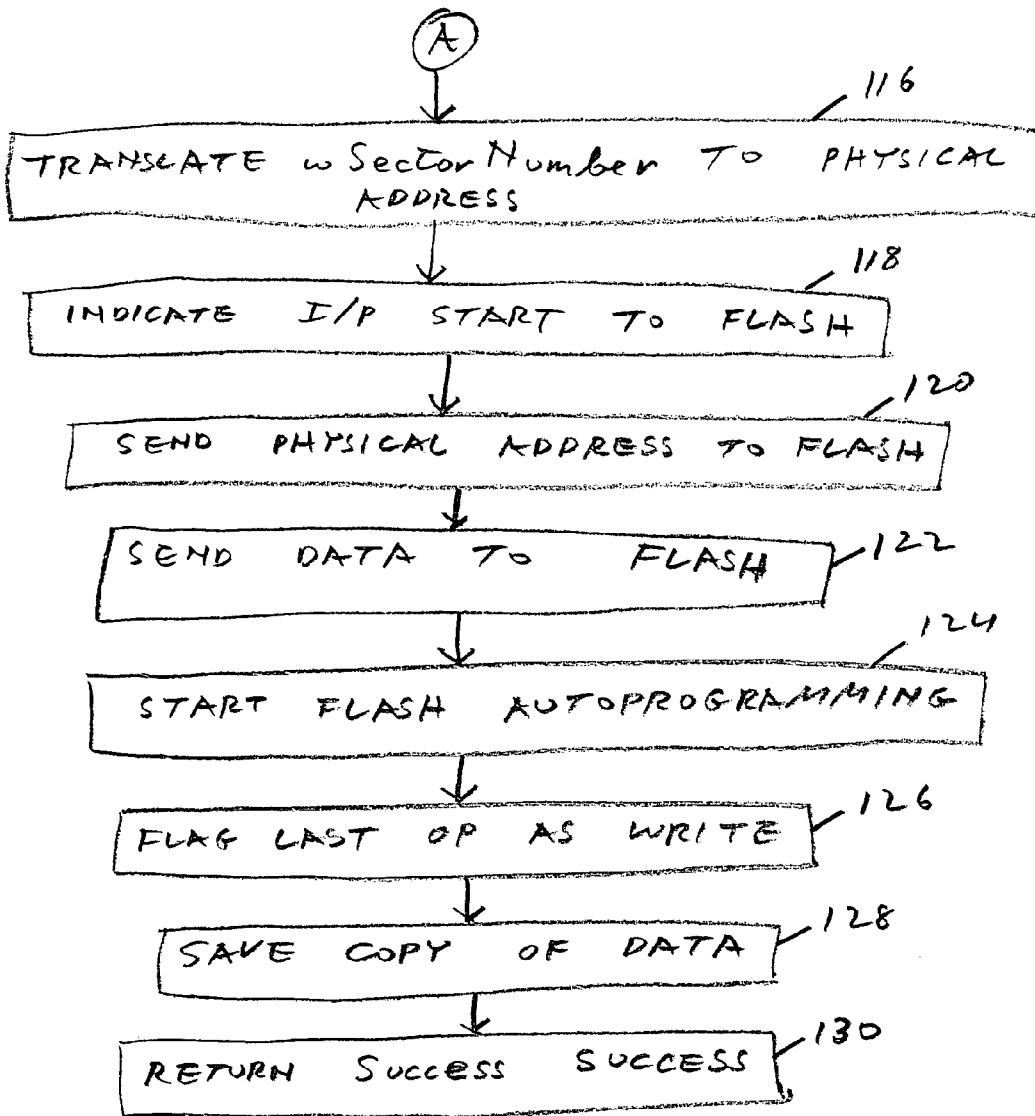 A
116
TRANSLATE wSectorNumber TO PHYSICAL
ADDRESS
118
INDICATE I/P START TO FLASH
120
SEND PHYSICAL ADDRESS TO FLASH
SEND DATA TO FLASH 122
124
START FLASH AUTOPROGRAMMING
FLAG LAST OP AS WRITE 126
SAVE COPY OF DATA 128
RETURN SUCCESS SUCCESS 130